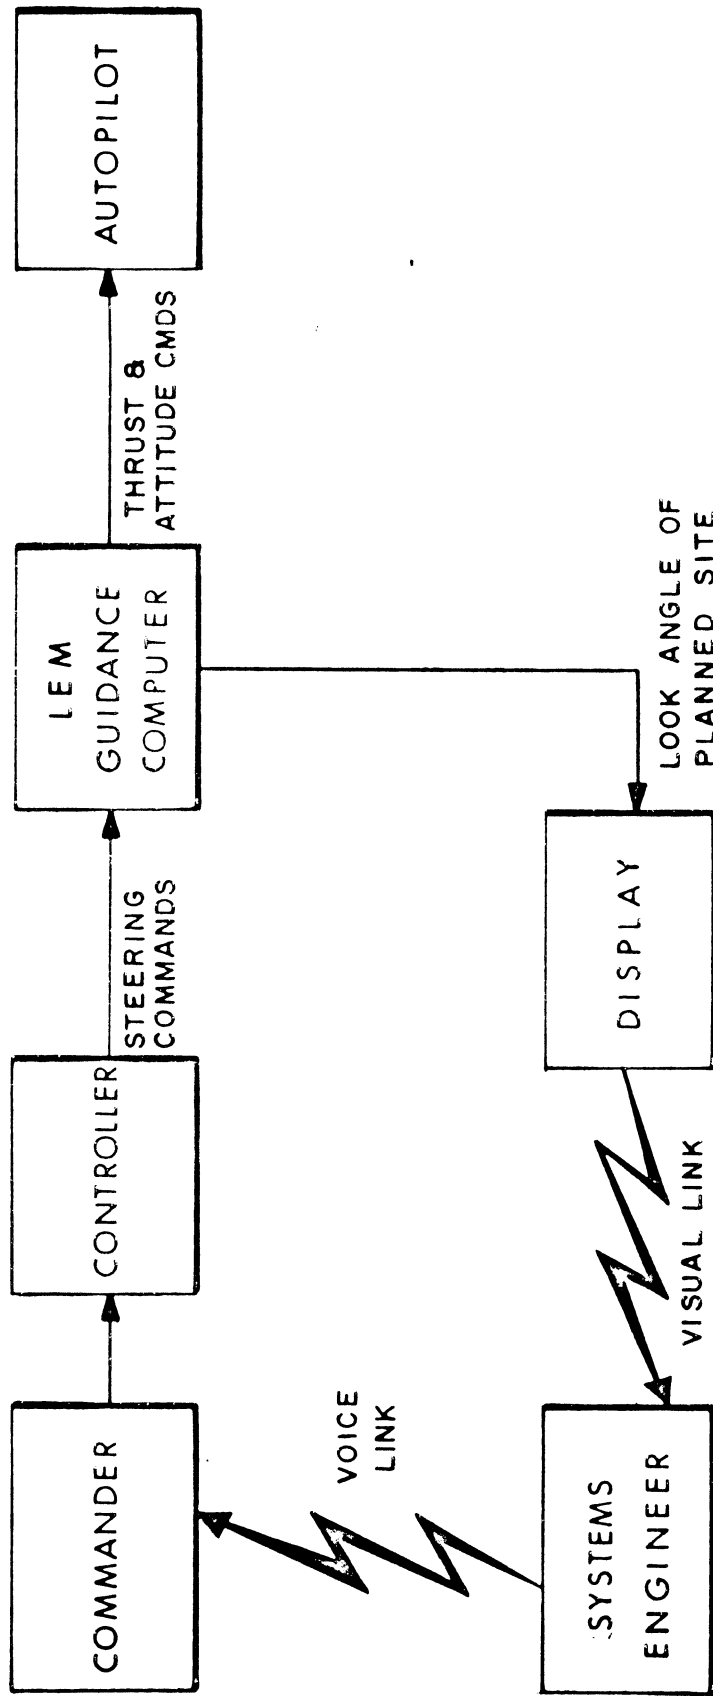 COMMANDER
CONTROLLER
STEERING
COMMANDS
LEM
GUIDANCE
COMPUTER
THRUST &
ATTITUDE CMDS
AUTOPILOT
VOICE
LINK
SYSTEMS
ENGINEER
VISUAL LINK
DISPLAY
LOOK ANGLE OF
PLANNED SITE